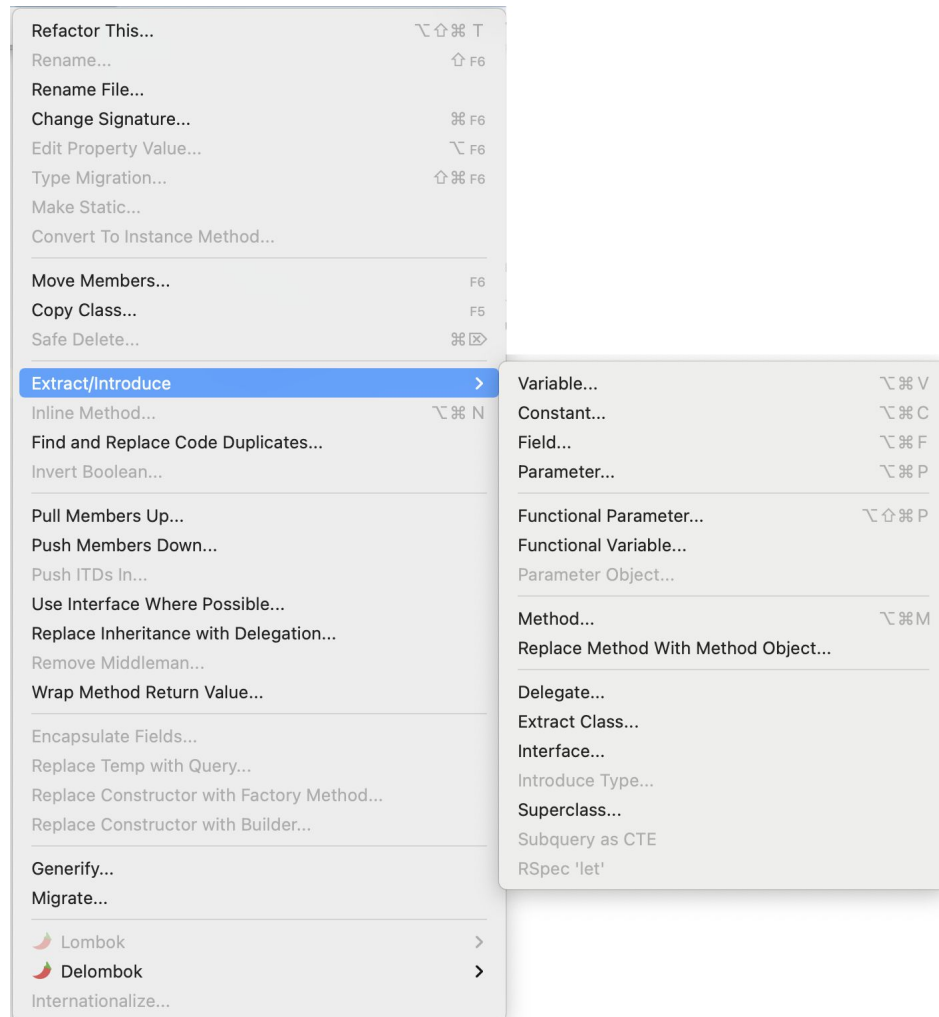 Refactor This... ⌥⇧⌘ T
Rename... ⇧ F6
Rename File...
Change Signature... ⌘ F6
Edit Property Value... ⌥ F6
Type Migration... ⇧⌘ F6
Make Static...
Convert To Instance Method...
Move Members... F6
Copy Class... F5
Safe Delete... ⌘⌦
Extract/Introduce >
Inline Method... ⌥⌘ N
Find and Replace Code Duplicates...
Invert Boolean...
Pull Members Up...
Push Members Down...
Push ITDs In...
Use Interface Where Possible...
Replace Inheritance with Delegation...
Remove Middleman...
Wrap Method Return Value...
Encapsulate Fields...
Replace Temp with Query...
Replace Constructor with Factory Method...
Replace Constructor with Builder...
Generify...
Migrate...
Lombok >
Delombok >
Internationalize...
Variable... ⌥⌘ V
Constant... ⌥⌘ C
Field... ⌥⌘ F
Parameter... ⌥⌘ P
Functional Parameter... ⌥⇧⌘ P
Functional Variable...
Parameter Object...
Method... ⌥⌘ M
Replace Method With Method Object...
Delegate...
Extract Class...
Interface...
Introduce Type...
Superclass...
Subquery as CTE
RSpec 'let'